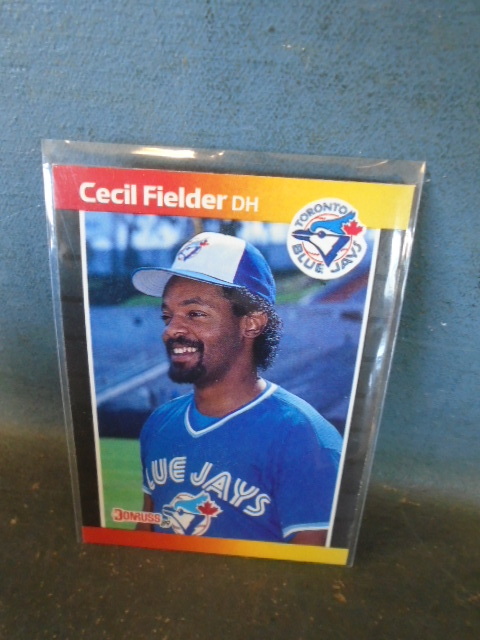 Cecil Fielder DH
TORONTO
BLUE JAYS
BLUE JAYS
DONRUSS